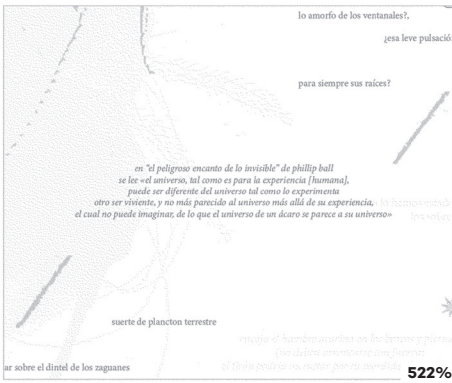 lo amorfo de los ventanales?,
¿esa leve pulsació
para siempre sus raíces?
en "el peligroso encanto de lo invisible" de phillip ball
se lee «el universo, tal como es para la experiencia [humana],
puede ser diferente del universo tal como lo experimenta
otro ser viviente, y no más parecido al universo más allá de su experiencia,
el cual no puede imaginar, de lo que el universo de un ácaro se parece a su universo»
suerte de plancton terrestre
ar sobre el dintel de los zaguanes
522%